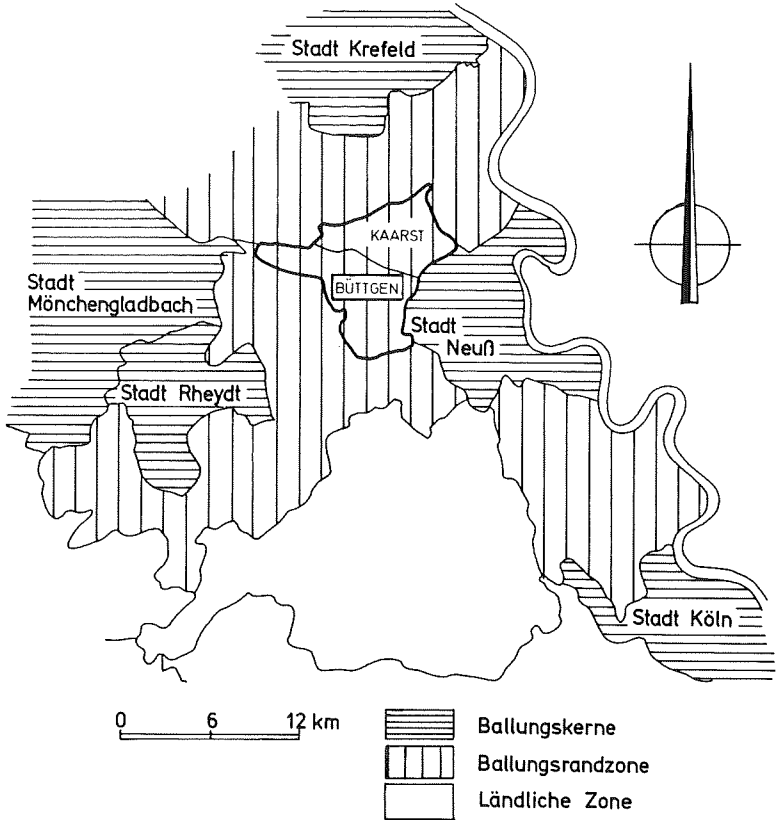 Stadt Krefeld
KAARST
BÜTTGEN
Stadt
Mönchengladbach
Stadt
Neuß
Stadt Rheydt
Stadt Köln
0 6 12 km
Ballungskerne
Ballungsrandzone
Ländliche Zone